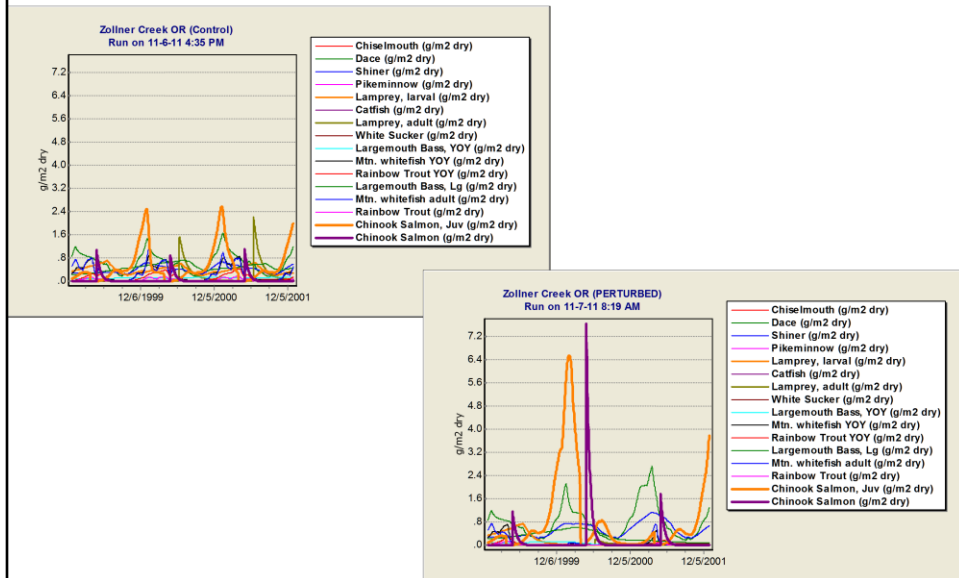 Zollner Creek OR (Control)
Run on 11-6-11 4:35 PM
7.2
6.4
5.6
4.8
4.0
3.2
2.4
1.6
.8
.0
g/m2 dry
12/6/1999
12/5/2000
12/5/2001
Chiselmouth (g/m2 dry)
Dace (g/m2 dry)
Shiner (g/m2 dry)
Pikeminnow (g/m2 dry)
Lamprey, larval (g/m2 dry)
Catfish (g/m2 dry)
Lamprey, adult (g/m2 dry)
White Sucker (g/m2 dry)
Largemouth Bass, YOY (g/m2 dry)
Mtn. whitefish YOY (g/m2 dry)
Rainbow Trout YOY (g/m2 dry)
Largemouth Bass, Lg (g/m2 dry)
Mtn. whitefish adult (g/m2 dry)
Rainbow Trout (g/m2 dry)
Chinook Salmon, Juv (g/m2 dry)
Chinook Salmon (g/m2 dry)
Zollner Creek OR (PERTURBED)
Run on 11-7-11 8:19 AM
7.2
6.4
5.6
4.8
4.0
3.2
2.4
1.6
.8
.0
g/m2 dry
12/6/1999
12/5/2000
12/5/2001
Chiselmouth (g/m2 dry)
Dace (g/m2 dry)
Shiner (g/m2 dry)
Pikeminnow (g/m2 dry)
Lamprey, larval (g/m2 dry)
Catfish (g/m2 dry)
Lamprey, adult (g/m2 dry)
White Sucker (g/m2 dry)
Largemouth Bass, YOY (g/m2 dry)
Mtn. whitefish YOY (g/m2 dry)
Rainbow Trout YOY (g/m2 dry)
Largemouth Bass, Lg (g/m2 dry)
Mtn. whitefish adult (g/m2 dry)
Rainbow Trout (g/m2 dry)
Chinook Salmon, Juv (g/m2 dry)
Chinook Salmon (g/m2 dry)